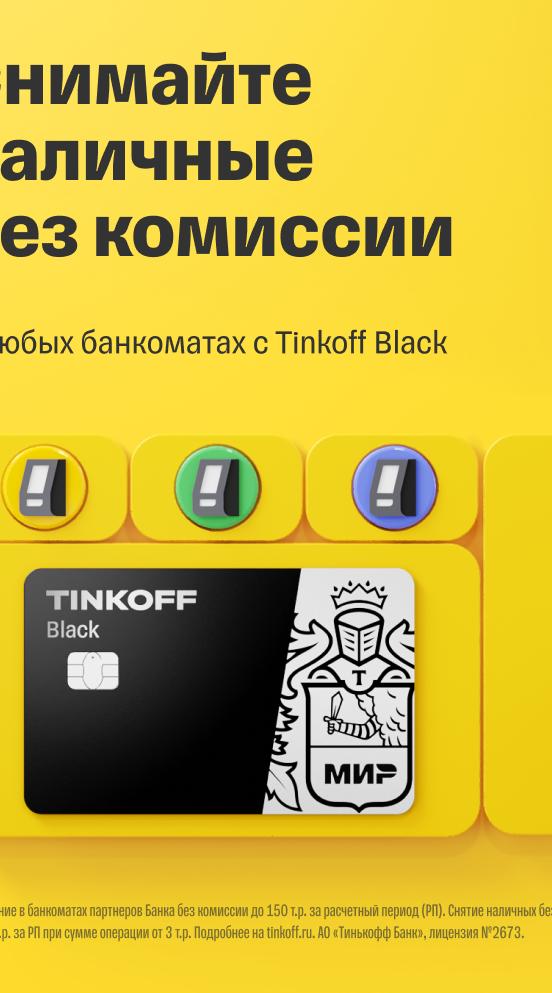 снимайте
аличные
ез комиссии
юбых банкоматах с Tinkoff Black
TINKOFF
Black
T
МИР
ние в банкоматах партнеров Банка без комиссии до 150 т.р. за расчетный период (РП). Снятие наличных бе
.р. за РП при сумме операции от 3 т.р. Подробнее на tinkoff.ru. АО «Тинькофф Банк», лицензия №2673.